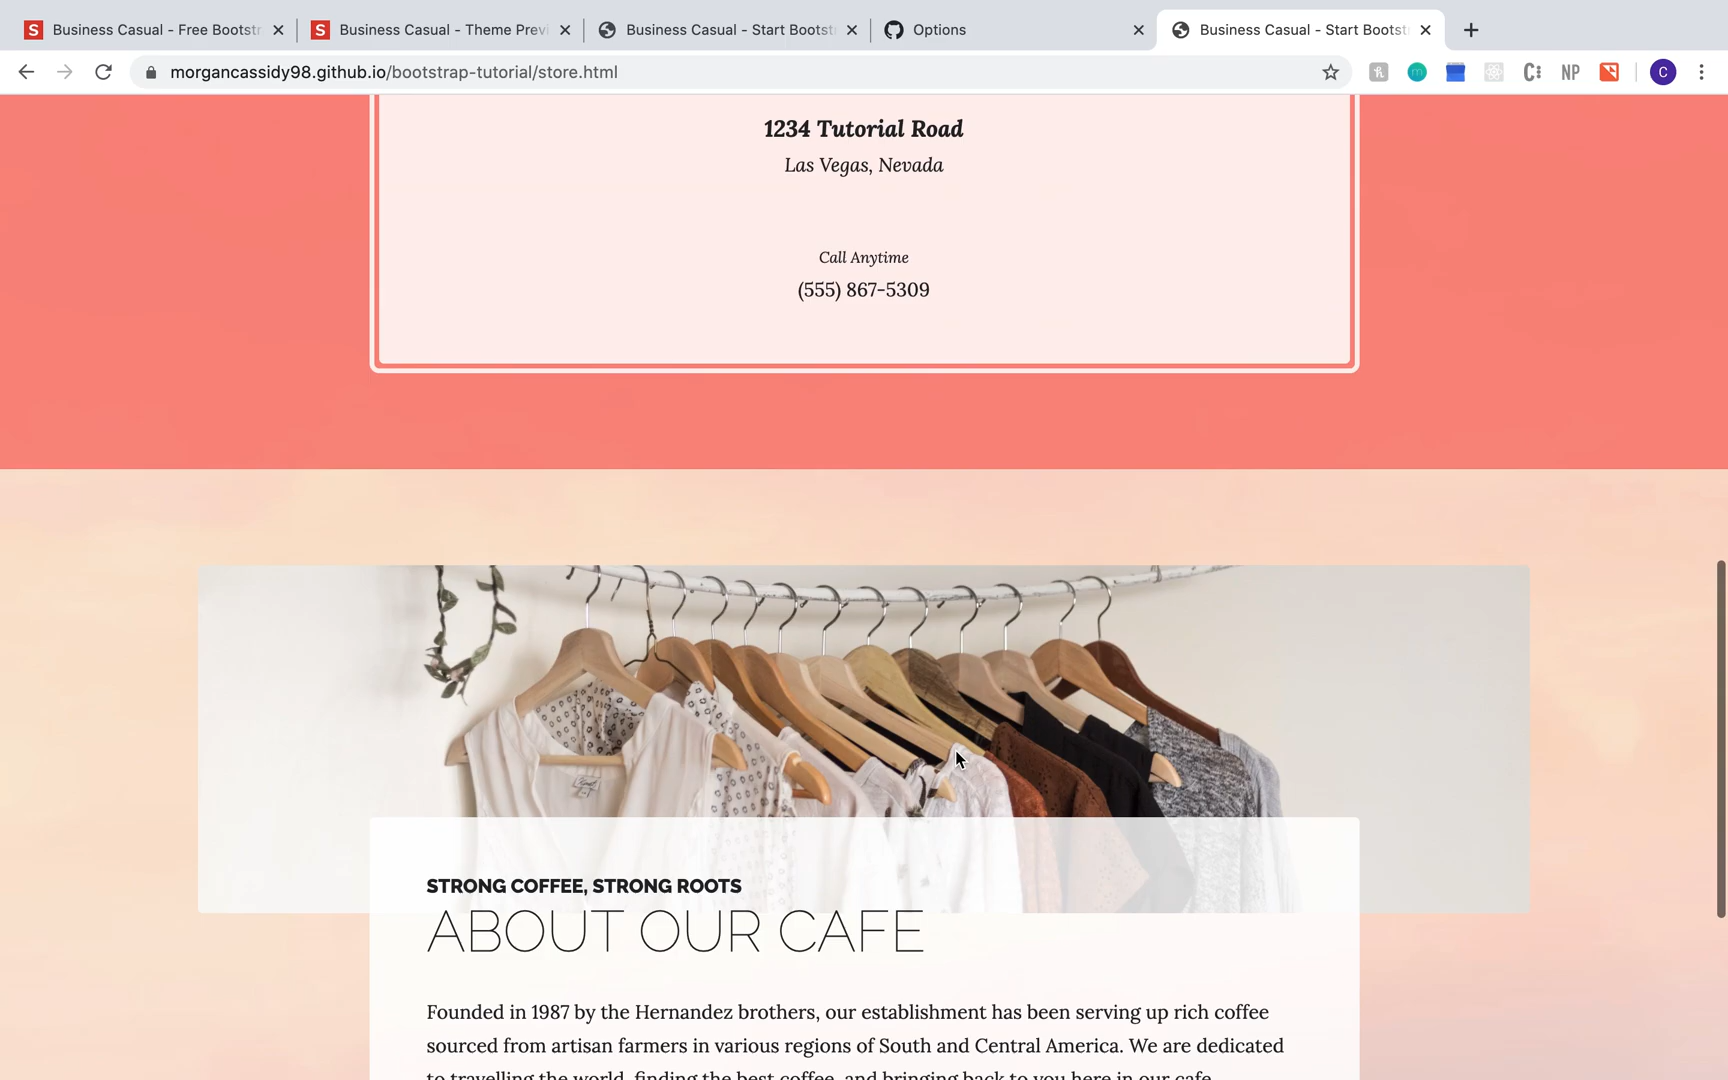 S Business Casual - Free Bootstr
S Business Casual - Theme Previ
Business Casual - Start Bootst
Options
Business Casual - Start Bootst
morgancassidy98.github.io/bootstrap-tutorial/store.html
h
m
C
NP
C
1234 Tutorial Road
Las Vegas, Nevada
Call Anytime
(555) 867-5309
STRONG COFFEE, STRONG ROOTS
ABOUT OUR CAFE
Founded in 1987 by the Hernandez brothers, our establishment has been serving up rich coffee
sourced from artisan farmers in various regions of South and Central America. We are dedicated
to travelling the world, finding the best coffee, and bringing back to you here in our cafe.